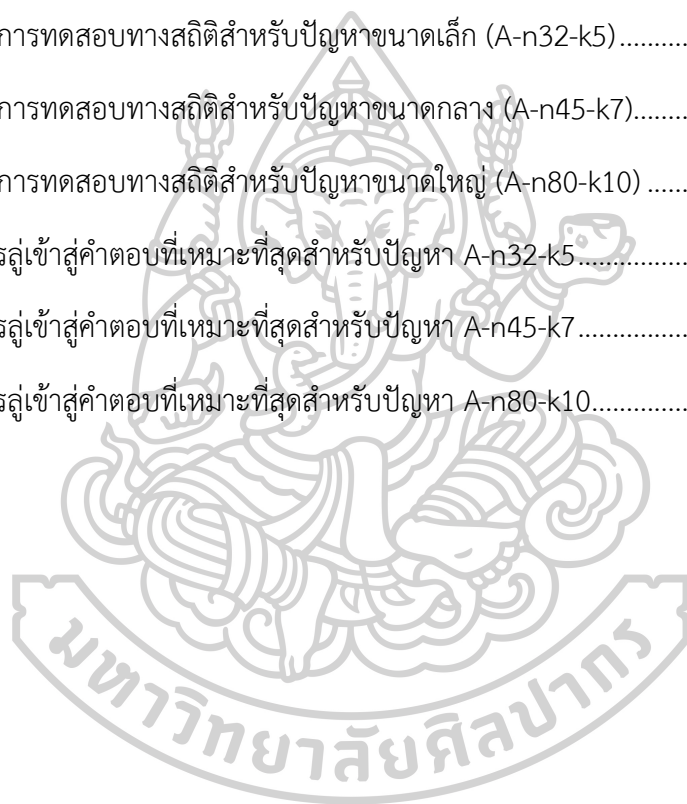 การทดสอบทางสถิติสำหรับปัญหาขนาดเล็ก (A-n32-k5)..........
การทดสอบทางสถิติสำหรับปัญหาขนาดกลาง (A-n45-k7)........
การทดสอบทางสถิติสำหรับปัญหาขนาดใหญ่ (A-n80-k10) ......
รลู่เข้าสู่คำตอบที่เหมาะที่สุดสำหรับปัญหา A-n32-k5................
รลู่เข้าสู่คำตอบที่เหมาะที่สุดสำหรับปัญหา A-n45-k7................
รลู่เข้าสู่คำตอบที่เหมาะที่สุดสำหรับปัญหา A-n80-k10..............
มหาวิทยาลัยศิลปากร